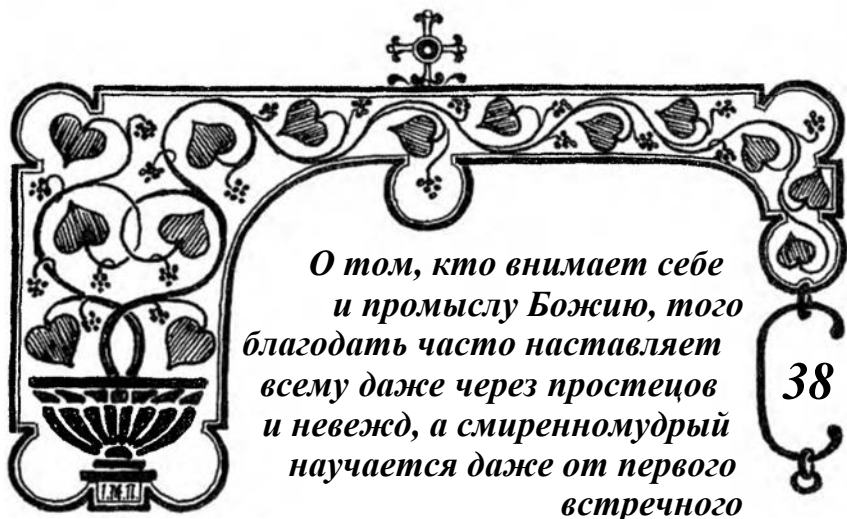 О том, кто внимает себе
и промыслу Божию, того
благодать часто наставляет
всему даже через простецов
и невежд, а смиренномудрый
научается даже от первого
встречного
38